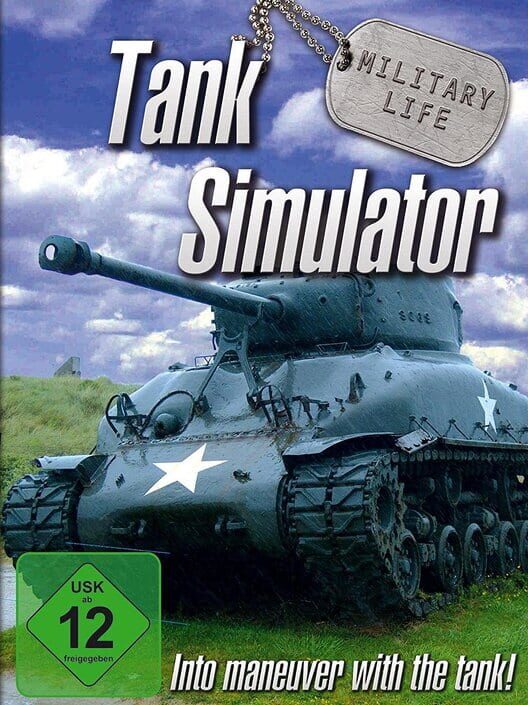 Tank
MILITARY
LIFE
Simulator
USK
ab
12
freigegeben
Into maneuver with the tank!